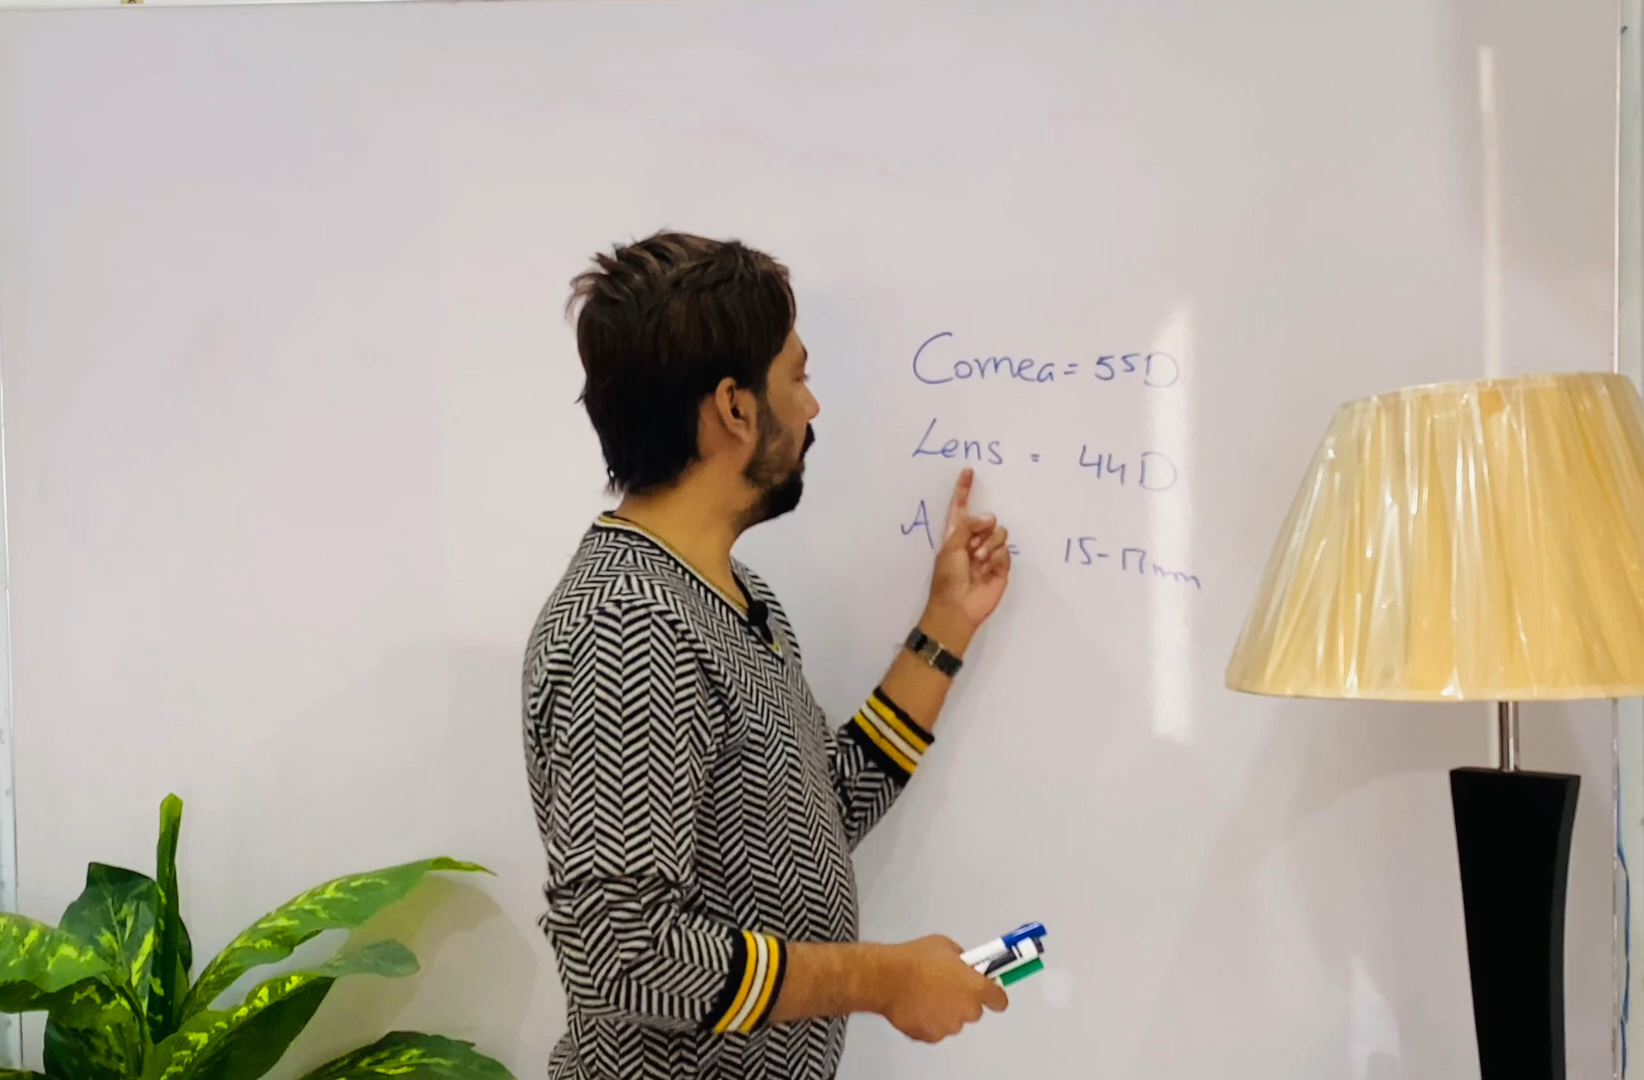 Cornea = 55D
Lens = 44D
A = 15-17mm